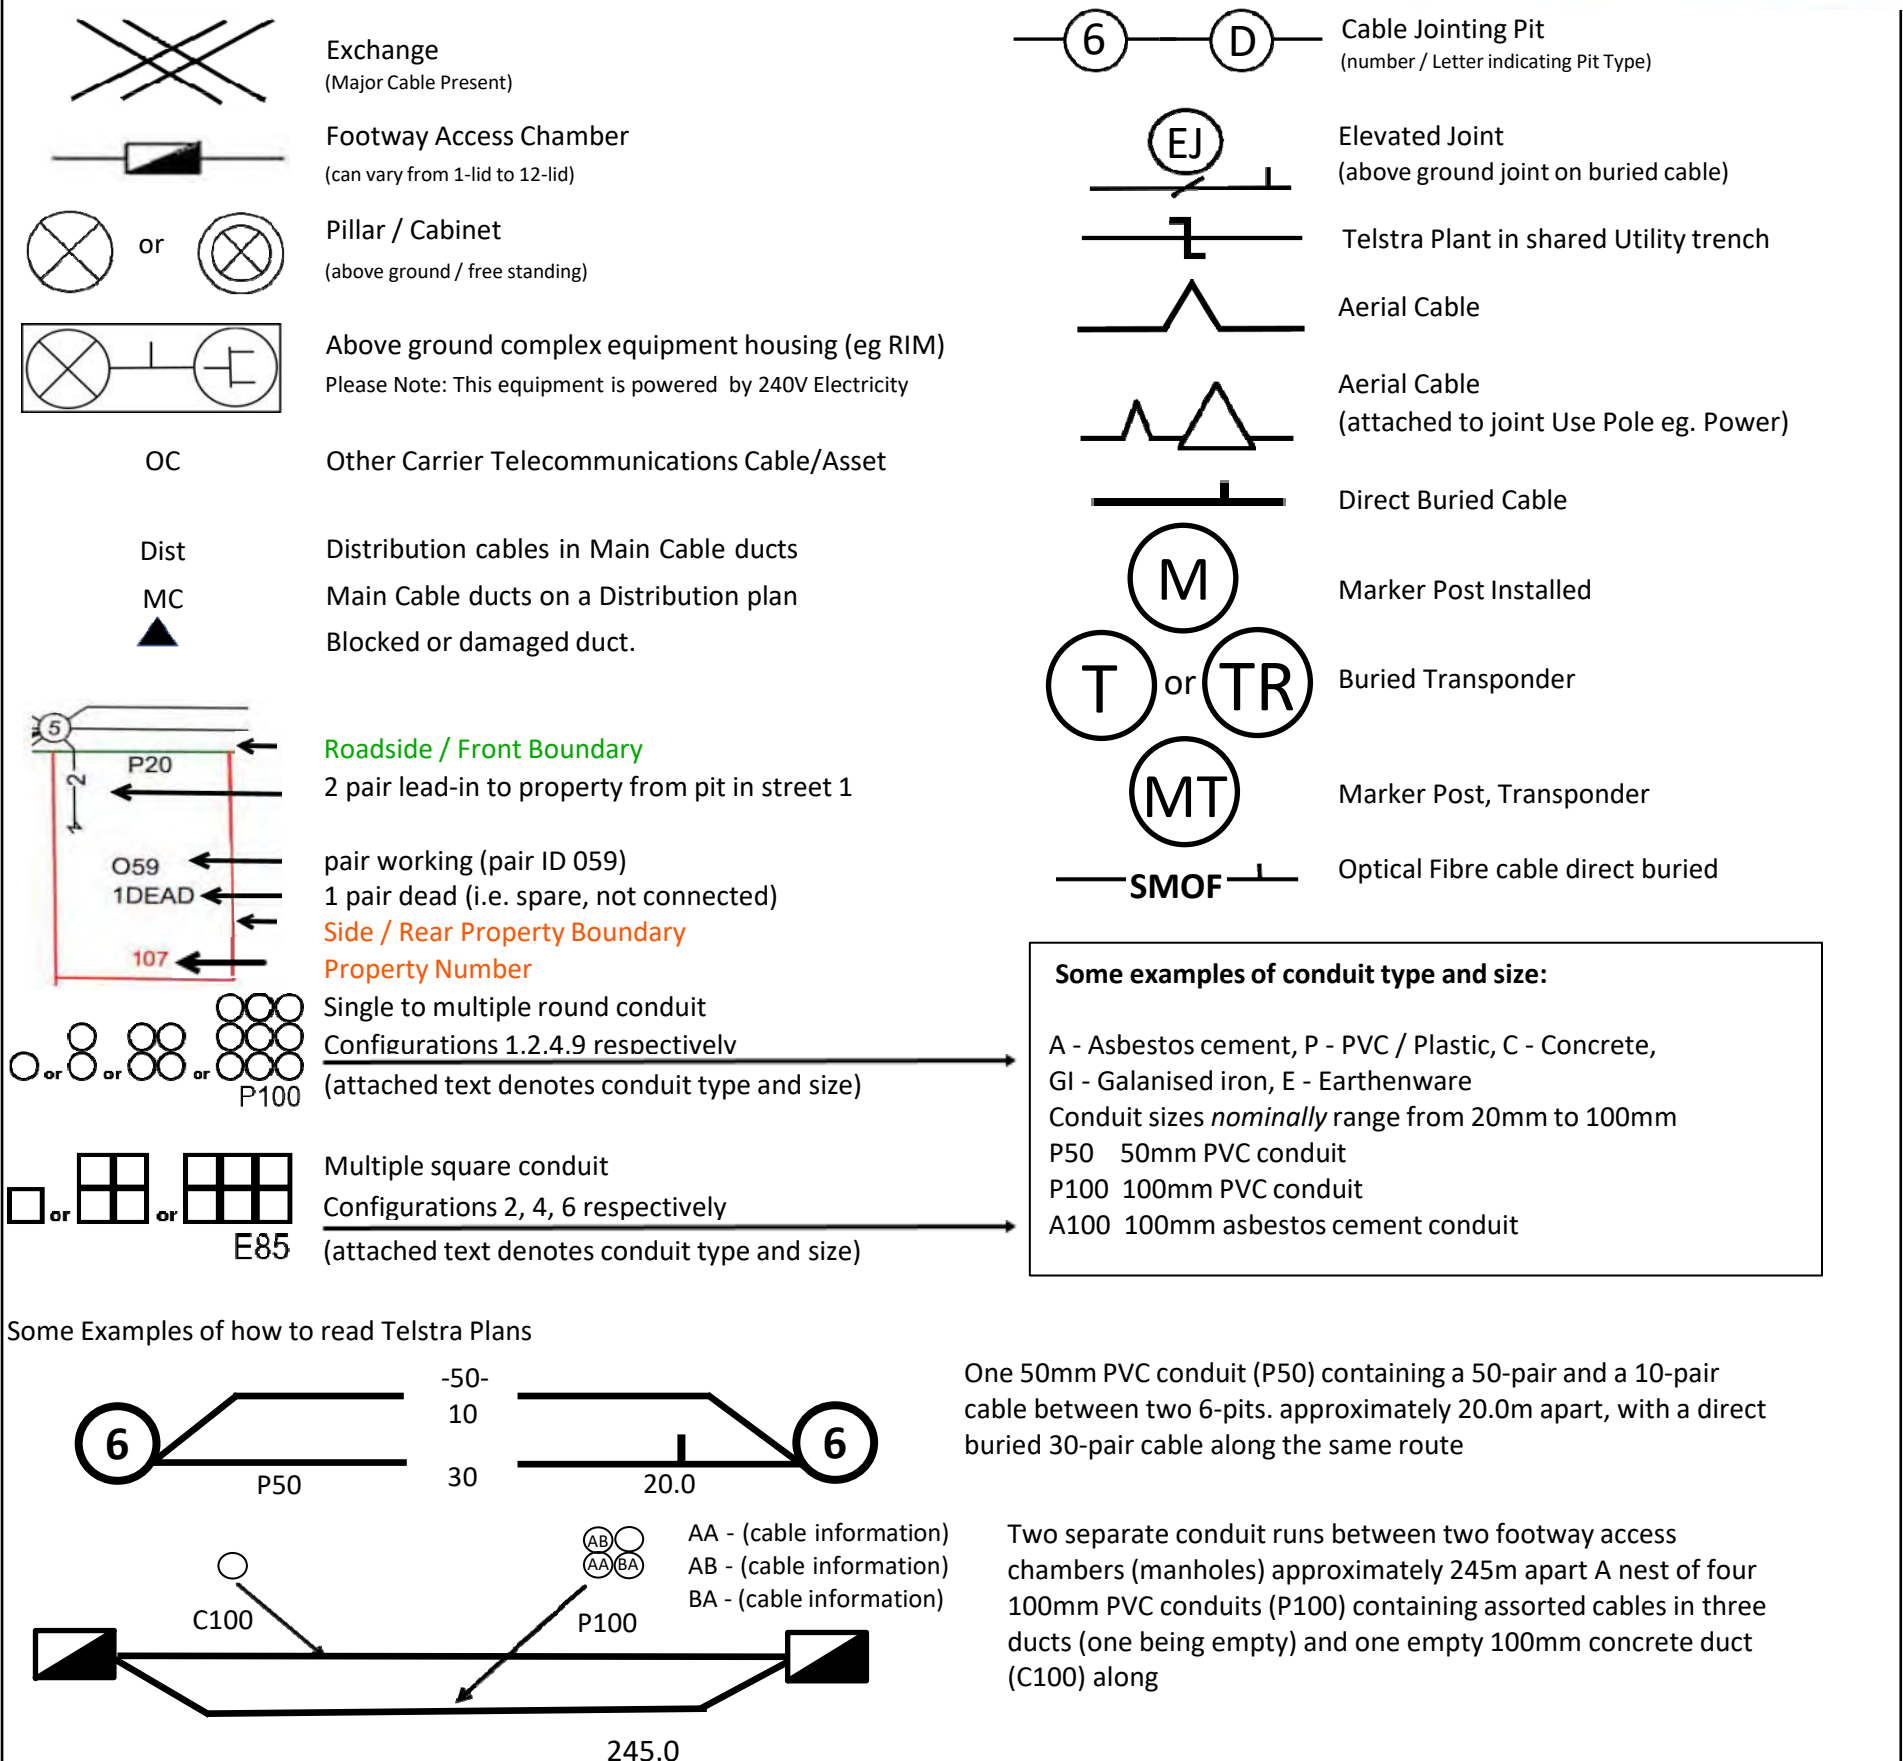 Exchange
(Major Cable Present)
Footway Access Chamber
(can vary from 1-lid to 12-lid)
or
Pillar / Cabinet
(above ground / free standing)
Above ground complex equipment housing (eg RIM)
Please Note: This equipment is powered by 240V Electricity
OC Other Carrier Telecommunications Cable/Asset
Dist Distribution cables in Main Cable ducts
MC Main Cable ducts on a Distribution plan
Blocked or damaged duct.
5
Roadside / Front Boundary
P20
2
2 pair lead-in to property from pit in street 1
O59 pair working (pair ID 059)
1DEAD 1 pair dead (i.e. spare, not connected)
Side / Rear Property Boundary
107 Property Number
Single to multiple round conduit
Configurations 1.2.4.9 respectively
or or or
P100 (attached text denotes conduit type and size)
Multiple square conduit
or or Configurations 2, 4, 6 respectively
E85 (attached text denotes conduit type and size)
6 D Cable Jointing Pit
(number / Letter indicating Pit Type)
EJ Elevated Joint
(above ground joint on buried cable)
Telstra Plant in shared Utility trench
Aerial Cable
Aerial Cable
(attached to joint Use Pole eg. Power)
Direct Buried Cable
M Marker Post Installed
T or TR Buried Transponder
MT Marker Post, Transponder
SMOF Optical Fibre cable direct buried
Some examples of conduit type and size:
A - Asbestos cement, P - PVC / Plastic, C - Concrete,
GI - Galanised iron, E - Earthenware
Conduit sizes nominally range from 20mm to 100mm
P50 50mm PVC conduit
P100 100mm PVC conduit
A100 100mm asbestos cement conduit
Some Examples of how to read Telstra Plans
-50-
10
6 6
P50 30 20.0
One 50mm PVC conduit (P50) containing a 50-pair and a 10-pair
cable between two 6-pits. approximately 20.0m apart, with a direct
buried 30-pair cable along the same route
AB
AA BA
AA - (cable information)
AB - (cable information)
BA - (cable information)
C100 P100
245.0
Two separate conduit runs between two footway access
chambers (manholes) approximately 245m apart A nest of four
100mm PVC conduits (P100) containing assorted cables in three
ducts (one being empty) and one empty 100mm concrete duct
(C100) along